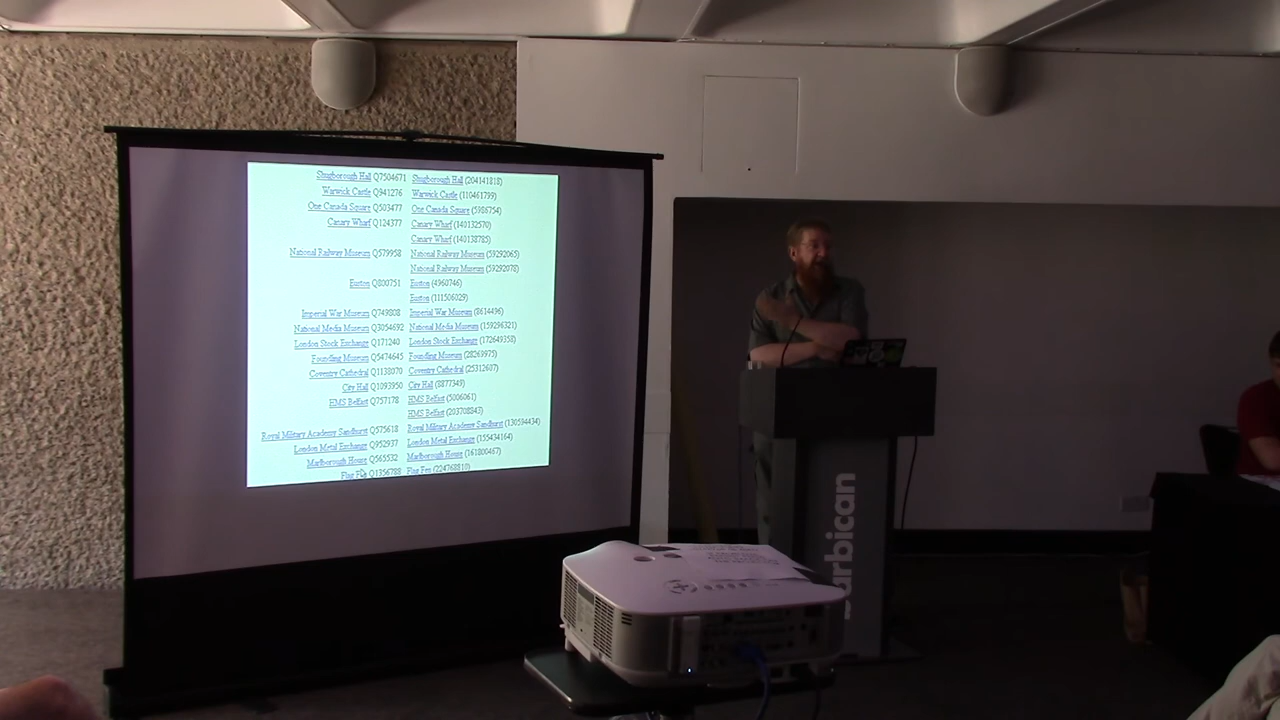 Shugborough Hall Q7504671 Shugborough Hall (204141818)
Warwick Castle Q941276 Warwick Castle (110461799)
One Canada Square Q503477 One Canada Square (5986754)
Canary Wharf Q124377 Canary Wharf (140132570)
Canary Wharf (140138785)
National Railway Museum Q579958 National Railway Museum (59292065)
National Railway Museum (59292078)
Euston Q800751 Euston (4960746)
Euston (111506029)
Imperial War Museum Q749808 Imperial War Museum (8614496)
National Media Museum Q3054692 National Media Museum (159296321)
London Stock Exchange Q171240 London Stock Exchange (172649358)
Foundling Museum Q5474645 Foundling Museum (28269975)
Coventry Cathedral Q1138070 Coventry Cathedral (25312607)
City Hall Q1093950 City Hall (8877349)
HMS Belfast Q757178 HMS Belfast (5006061)
HMS Belfast (203708843)
Royal Military Academy Sandhurst Q575618 Royal Military Academy Sandhurst (130594434)
London Metal Exchange Q952937 London Metal Exchange (155434164)
Marlborough House Q565532 Marlborough House (161800467)
Flag Fen Q1356788 Flag Fen (224768810)
barbican